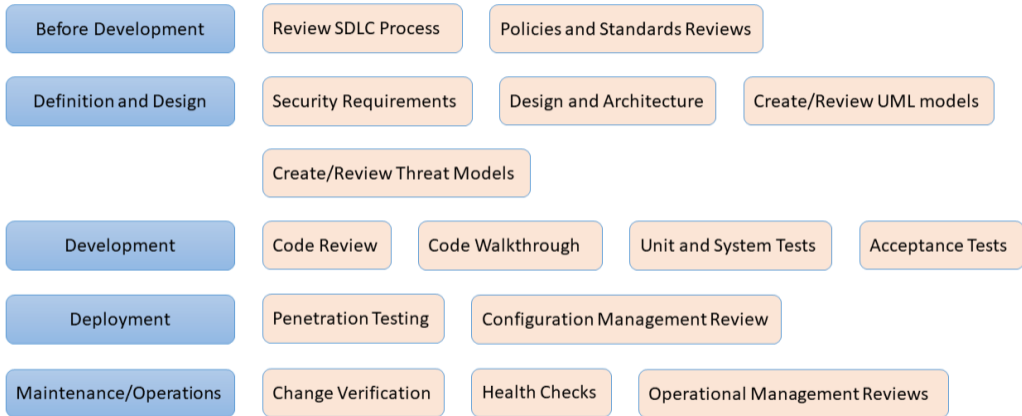 Before Development
Review SDLC Process
Policies and Standards Reviews
Definition and Design
Security Requirements
Design and Architecture
Create/Review UML models
Create/Review Threat Models
Development
Code Review
Code Walkthrough
Unit and System Tests
Acceptance Tests
Deployment
Penetration Testing
Configuration Management Review
Maintenance/Operations
Change Verification
Health Checks
Operational Management Reviews